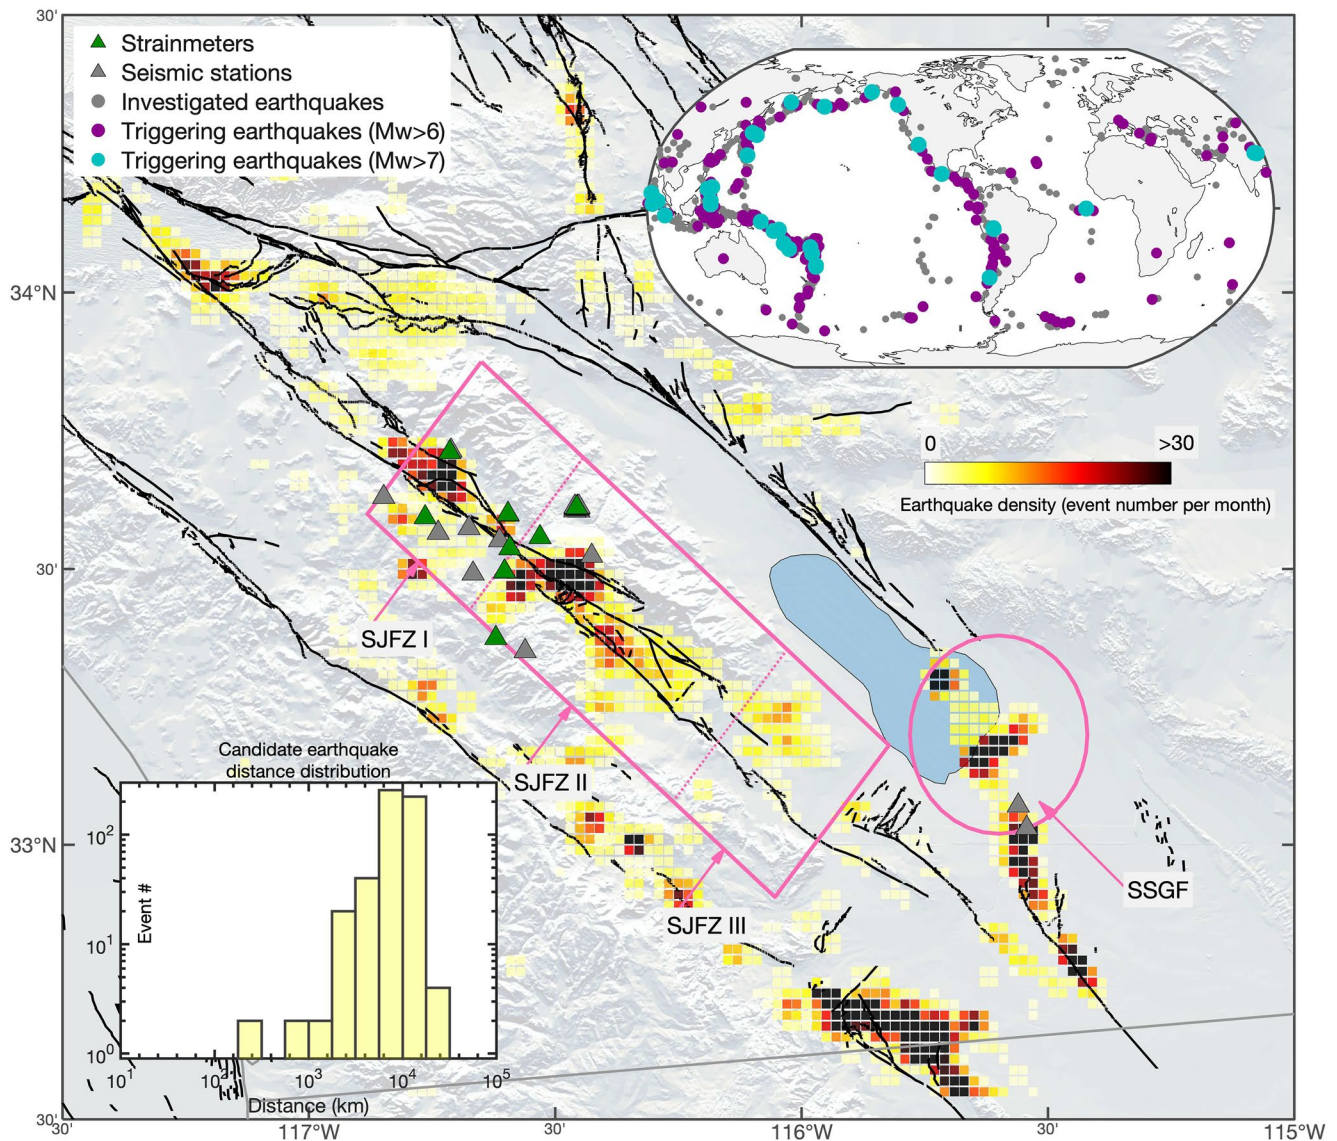 30'
Strainmeters
Seismic stations
Investigated earthquakes
Triggering earthquakes (Mw>6)
Triggering earthquakes (Mw>7)
34°N
0
>30
Earthquake density (event number per month)
30'
SJFZ I
SJFZ II
SJFZ III
SSGF
33°N
Candidate earthquake
distance distribution
Event #
10²
10¹
10⁰
10¹
10²
10³
10⁴
10⁵
Distance (km)
30'
30'
117°W
30'
116°W
30'
115°W